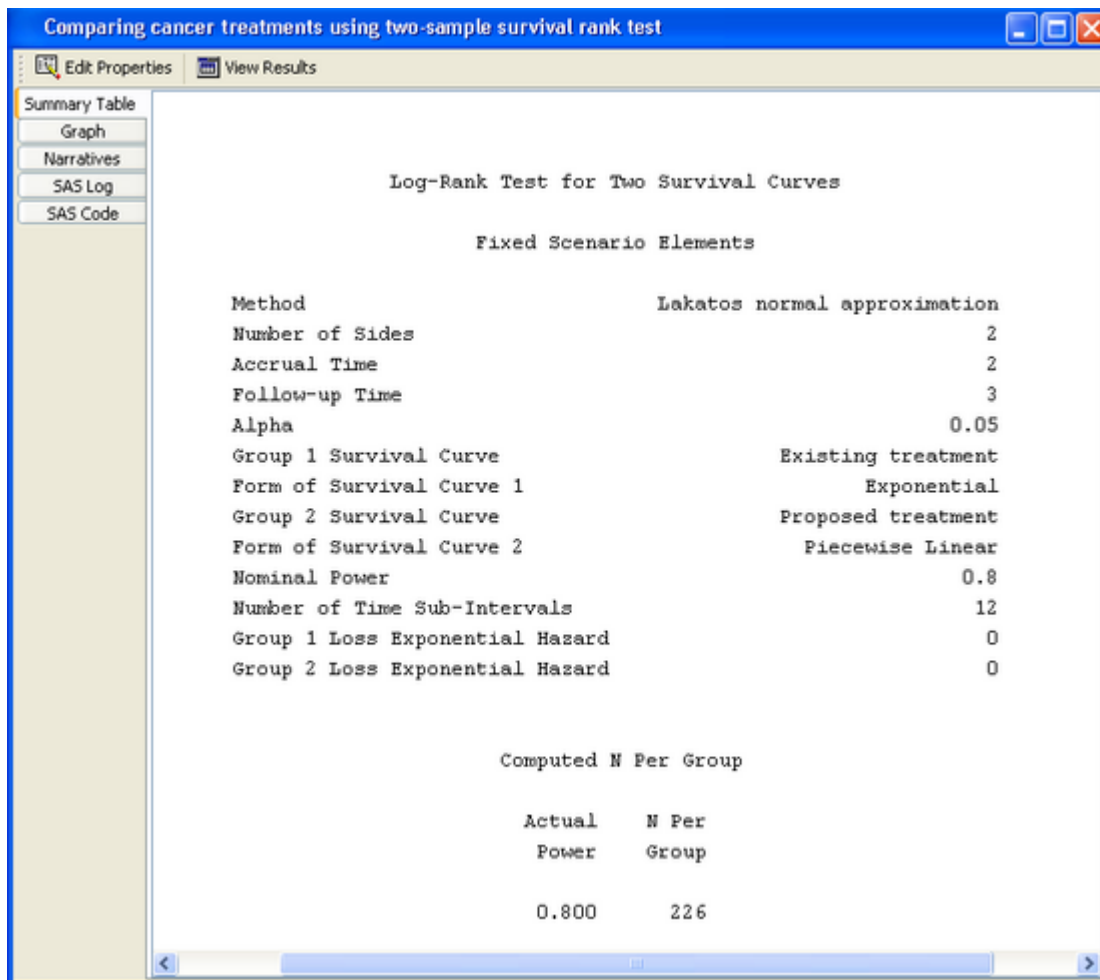 Comparing cancer treatments using two-sample survival rank test
Edit Properties View Results
Summary Table
Graph
Narratives
SAS Log
SAS Code
Log-Rank Test for Two Survival Curves
Fixed Scenario Elements
Method Lakatos normal approximation
Number of Sides 2
Accrual Time 2
Follow-up Time 3
Alpha 0.05
Group 1 Survival Curve Existing treatment
Form of Survival Curve 1 Exponential
Group 2 Survival Curve Proposed treatment
Form of Survival Curve 2 Piecewise Linear
Nominal Power 0.8
Number of Time Sub-Intervals 12
Group 1 Loss Exponential Hazard 0
Group 2 Loss Exponential Hazard 0
Computed N Per Group
Actual N Per
Power Group
0.800 226